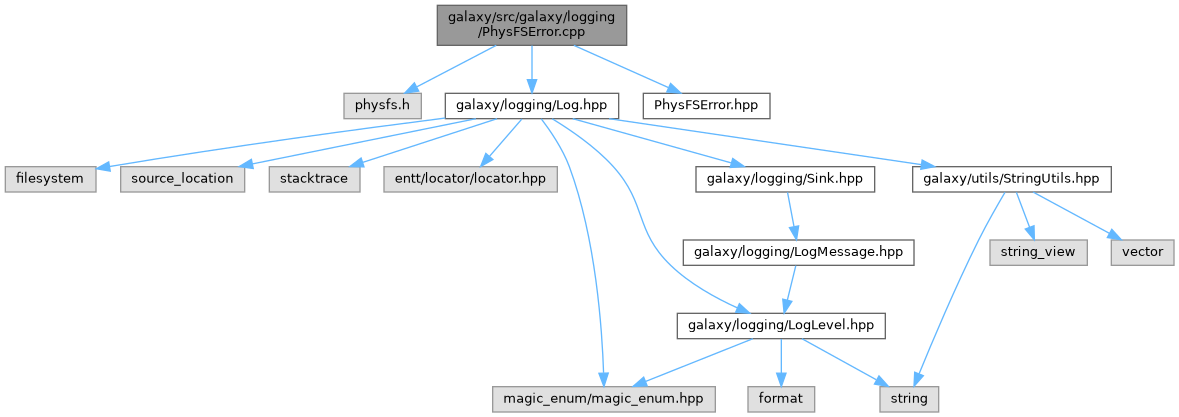 galaxy/src/galaxy/logging
/PhysFSError.cpp
physfs.h
galaxy/logging/Log.hpp
PhysFSError.hpp
filesystem
source_location
stacktrace
entt/locator/locator.hpp
galaxy/logging/Sink.hpp
galaxy/utils/StringUtils.hpp
galaxy/logging/LogMessage.hpp
string_view
vector
galaxy/logging/LogLevel.hpp
magic_enum/magic_enum.hpp
format
string